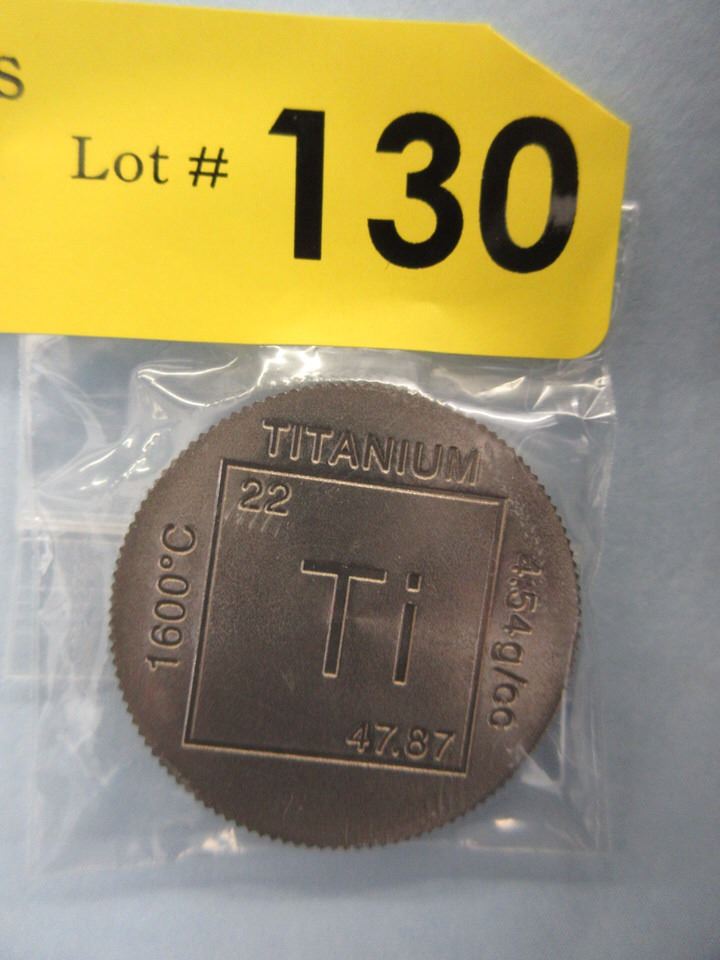 s
Lot # 130
TITANIUM
22
Ti
47.87
1600°C
4.54g/cc